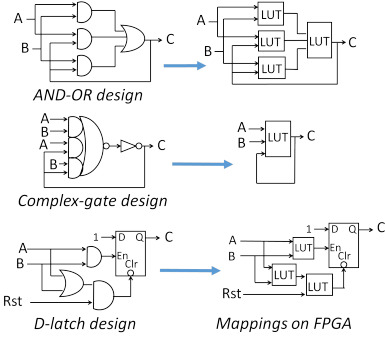 A
B
C
LUT
LUT
LUT
LUT
A
B
C
AND-OR design
A
B
A
B
C
A
B
LUT
C
Complex-gate design
A
B
Rst
1
D
Q
En
Clr
C
A
B
Rst
LUT
LUT
LUT
1
D
Q
En
Clr
C
D-latch design
Mappings on FPGA